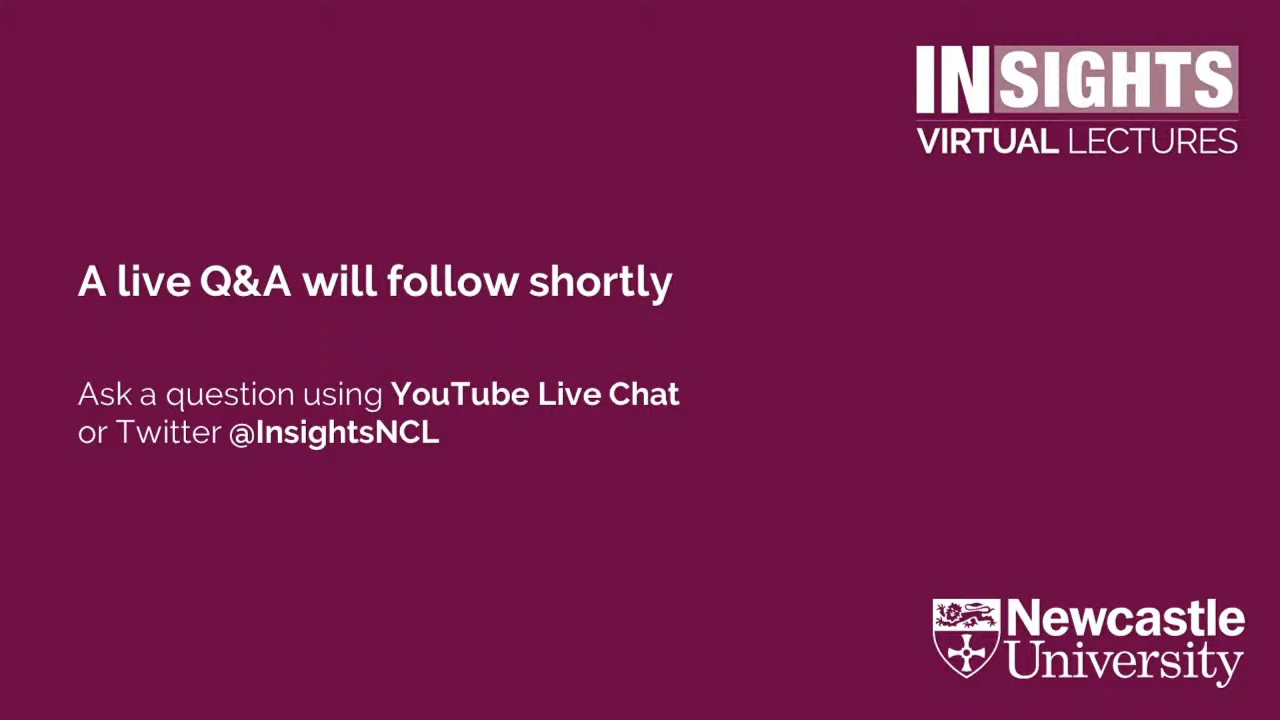 INSIGHTS
VIRTUAL LECTURES
A live Q&A will follow shortly
Ask a question using YouTube Live Chat
or Twitter @InsightsNCL
Newcastle
University